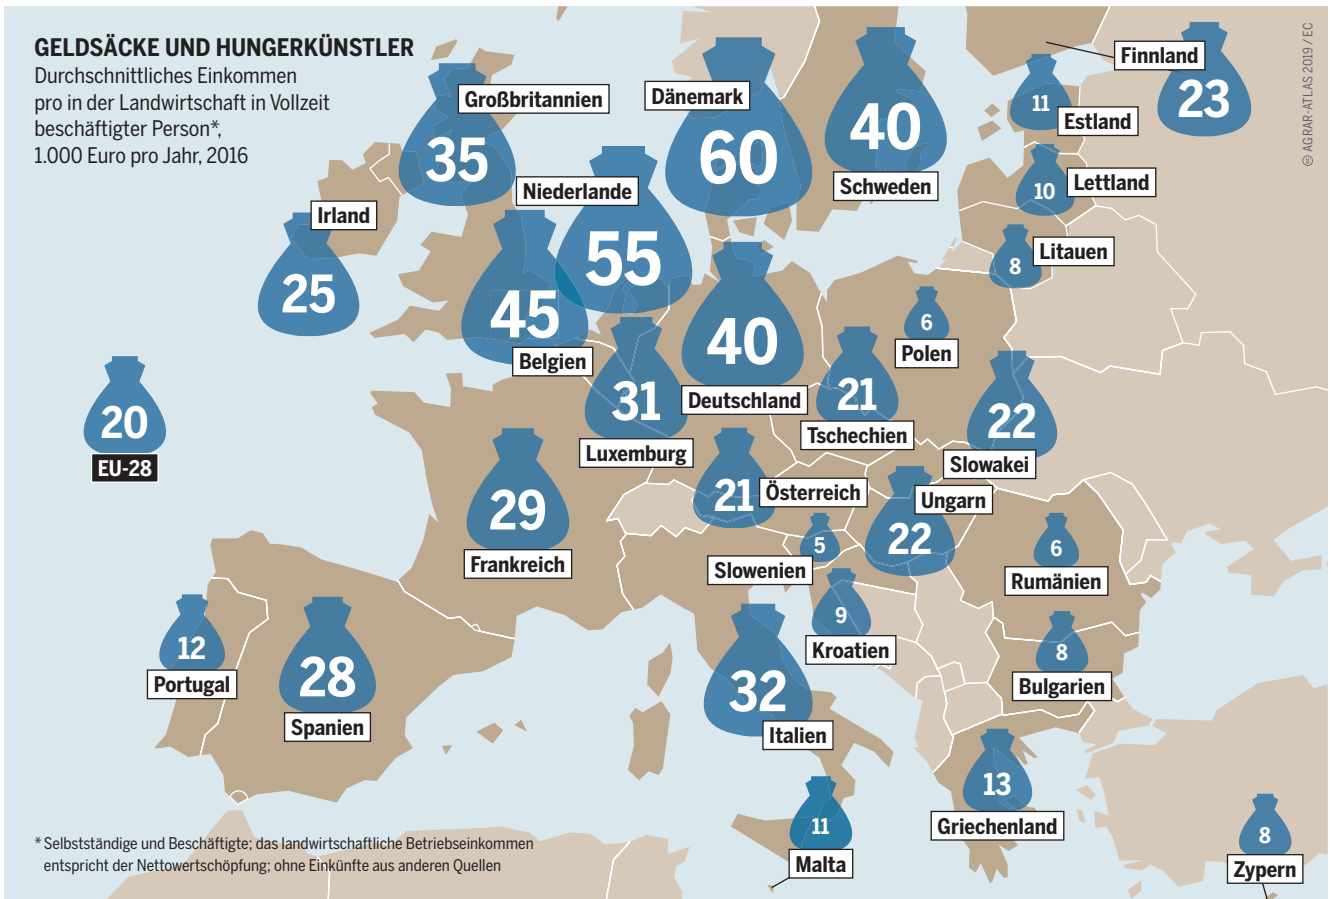 GELDSÄCKE UND HUNGERKÜNSTLER
Durchschnittliches Einkommen
pro in der Landwirtschaft in Vollzeit
beschäftigter Person*,
1.000 Euro pro Jahr, 2016
Großbritannien
35
Dänemark
60
40
Schweden
Finnland
23
11
Estland
10
Lettland
8
Litauen
Irland
25
Niederlande
55
45
Belgien
40
Deutschland
6
Polen
20
EU-28
31
Luxemburg
21
Tschechien
22
Slowakei
29
Frankreich
21
Österreich
Ungarn
22
5
Slowenien
6
Rumänien
12
Portugal
28
Spanien
9
Kroatien
8
Bulgarien
32
Italien
11
Malta
13
Griechenland
8
Zypern
* Selbstständige und Beschäftigte; das landwirtschaftliche Betriebseinkommen
entspricht der Nettowertschöpfung; ohne Einkünfte aus anderen Quellen
AGRAR-ATLAS 2019 / EC